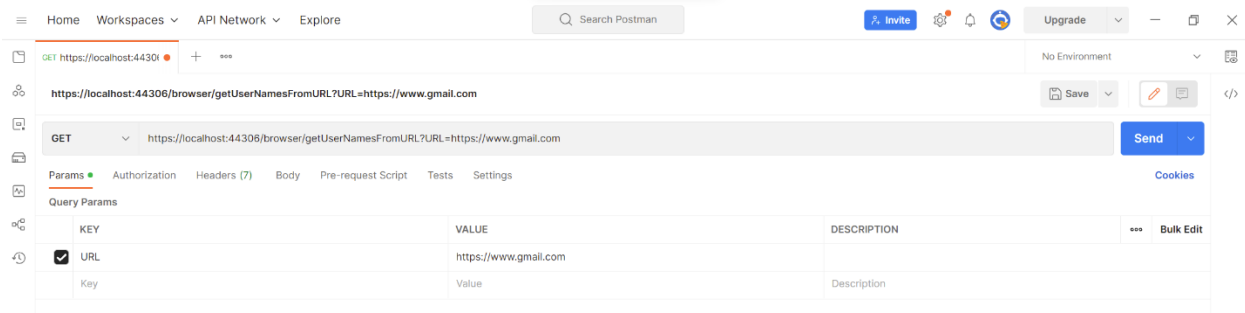 Home Workspaces API Network Explore Search Postman Invite Upgrade
GET https://localhost:4430 No Environment
https://localhost:44306/browser/getUserNamesFromURL?URL=https://www.gmail.com Save
GET https://localhost:44306/browser/getUserNamesFromURL?URL=https://www.gmail.com Send
Params Authorization Headers (7) Body Pre-request Script Tests Settings Cookies
Query Params
KEY VALUE DESCRIPTION Bulk Edit
URL https://www.gmail.com
Key Value Description